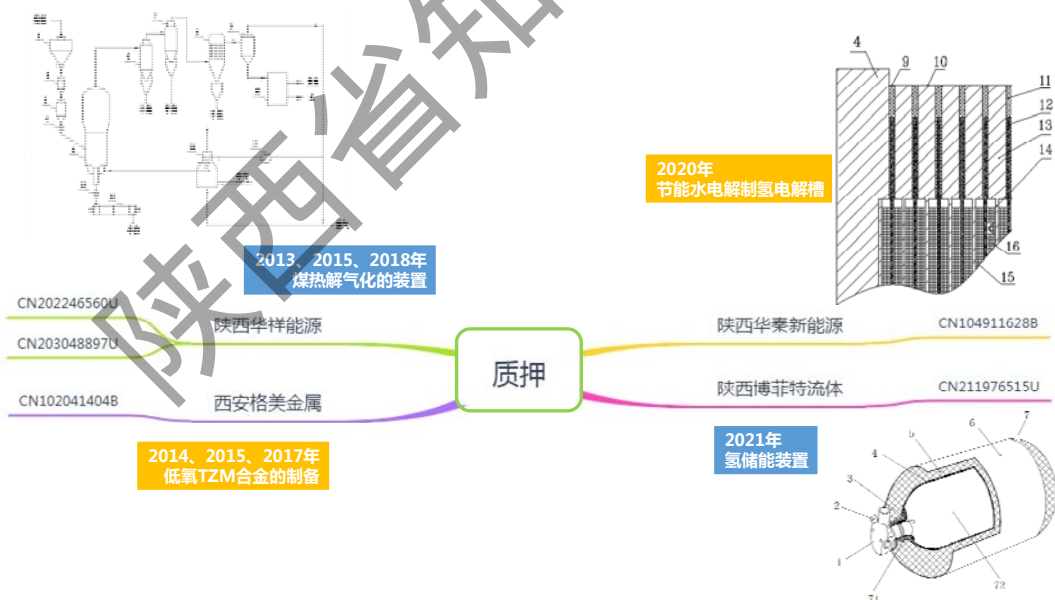 陕西省知
4
9
10
11
12
13
14
16
15
2020年
节能水电解制氢电解槽
2013、2015、2018年
煤热解气化的装置
CN202246560U
陕西华祥能源
CN203048897U
CN102041404B
西安格美金属
2014、2015、2017年
低氧TZM合金的制备
质押
陕西华秦新能源
CN104911628B
陕西博菲特流体
CN211976515U
2021年
氢储能装置
7
6
5
4
3
2
1
72
71